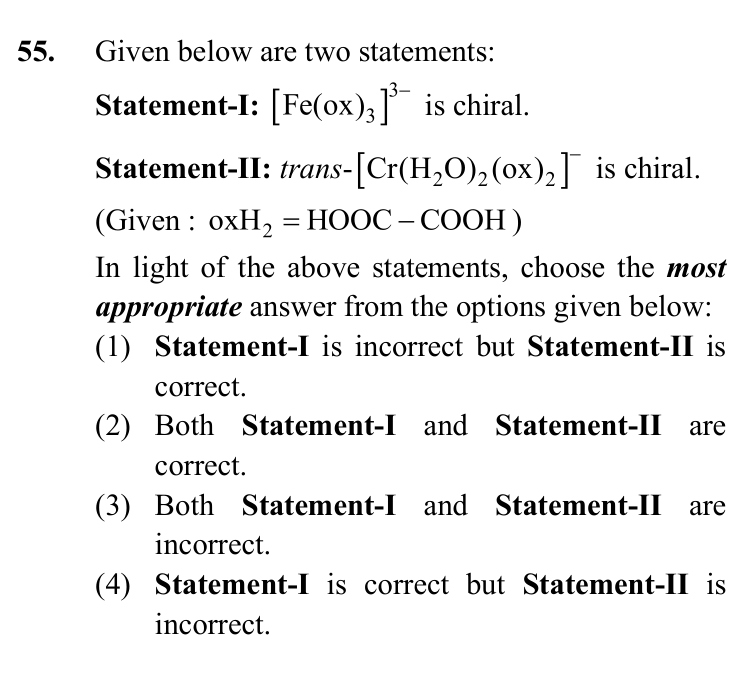 55. Given below are two statements:
Statement-I: [Fe(ox)₃]³⁻ is chiral.
Statement-II: trans-[Cr(H₂O)₂(ox)₂]⁻ is chiral.
(Given : oxH₂ = HOOC – COOH )
In light of the above statements, choose the most
appropriate answer from the options given below:
(1) Statement-I is incorrect but Statement-II is
correct.
(2) Both Statement-I and Statement-II are
correct.
(3) Both Statement-I and Statement-II are
incorrect.
(4) Statement-I is correct but Statement-II is
incorrect.